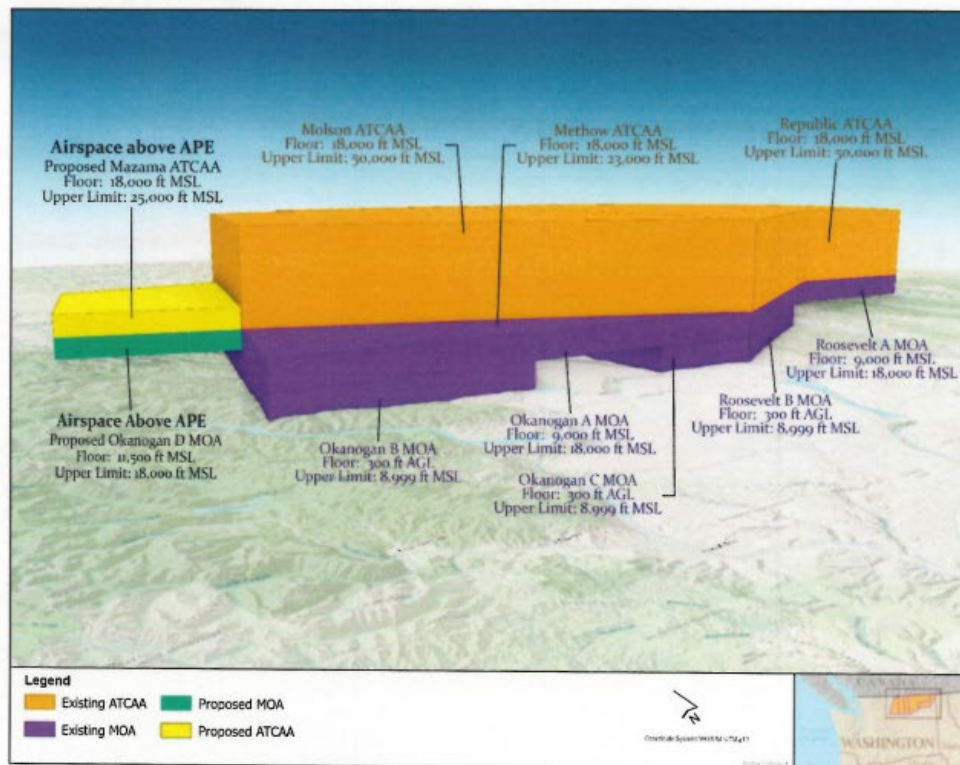 Airspace above APE
Proposed Mazama ATCAA
Floor: 18,000 ft MSL
Upper Limit: 25,000 ft MSL
Molson ATCAA
Floor: 18,000 ft MSL
Upper Limit: 50,000 ft MSL
Methow ATCAA
Floor: 18,000 ft MSL
Upper Limit: 23,000 ft MSL
Republic ATCAA
Floor: 18,000 ft MSL
Upper Limit: 50,000 ft MSL
Airspace Above APE
Proposed Okanogan D MOA
Floor: 11,500 ft MSL
Upper Limit: 18,000 ft MSL
Okanogan B MOA
Floor: 300 ft AGL
Upper Limit: 8,999 ft MSL
Okanogan A MOA
Floor: 9,000 ft MSL
Upper Limit: 18,000 ft MSL
Okanogan C MOA
Floor: 300 ft AGL
Upper Limit: 8,999 ft MSL
Roosevelt B MOA
Floor: 300 ft AGL
Upper Limit: 8,999 ft MSL
Roosevelt A MOA
Floor: 9,000 ft MSL
Upper Limit: 18,000 ft MSL
Legend
Existing ATCAA
Proposed MOA
Existing MOA
Proposed ATCAA
N
Coordinate System:
CANADA
WASHINGTON